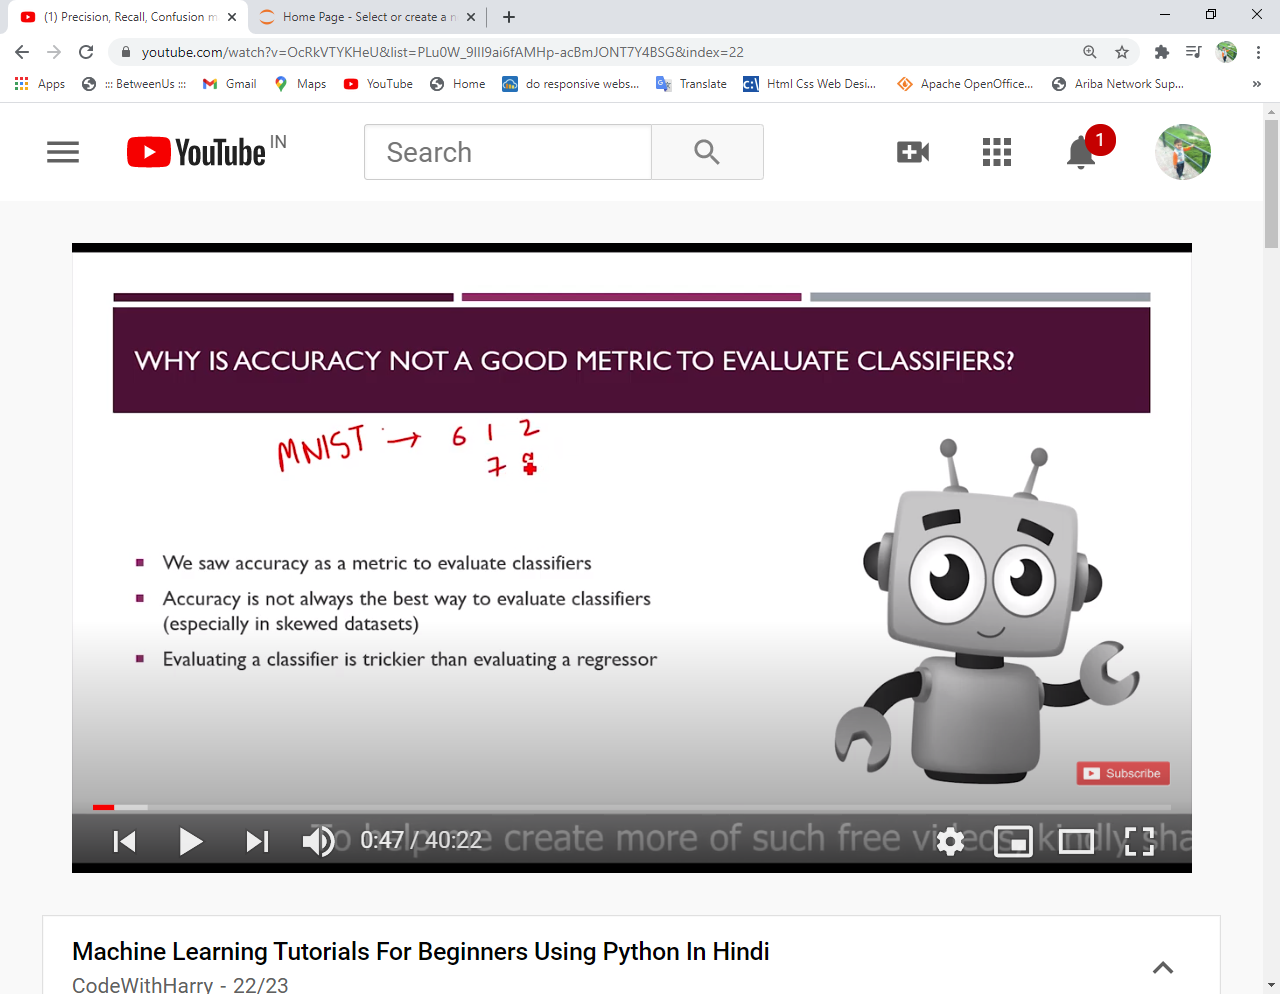 (1) Precision, Recall, Confusion m
Home Page - Select or create a n
youtube.com/watch?v=OcRkVTYKHeU&list=PLu0W_9lII9ai6fAMHp-acBmJONT7Y4BSG&index=22
Apps
::: BetweenUs :::
Gmail
Maps
YouTube
Home
do responsive webs...
Translate
Html Css Web Desi...
Apache OpenOffice...
Ariba Network Sup...
»
YouTube IN
Search
1
WHY IS ACCURACY NOT A GOOD METRIC TO EVALUATE CLASSIFIERS?
MNIST → 6 1 2
7
We saw accuracy as a metric to evaluate classifiers
Accuracy is not always the best way to evaluate classifiers
(especially in skewed datasets)
Evaluating a classifier is trickier than evaluating a regressor
Subscribe
0:47 / 40:22
create more of such free videos, kindly sha
Machine Learning Tutorials For Beginners Using Python In Hindi
CodeWithHarry - 22/23